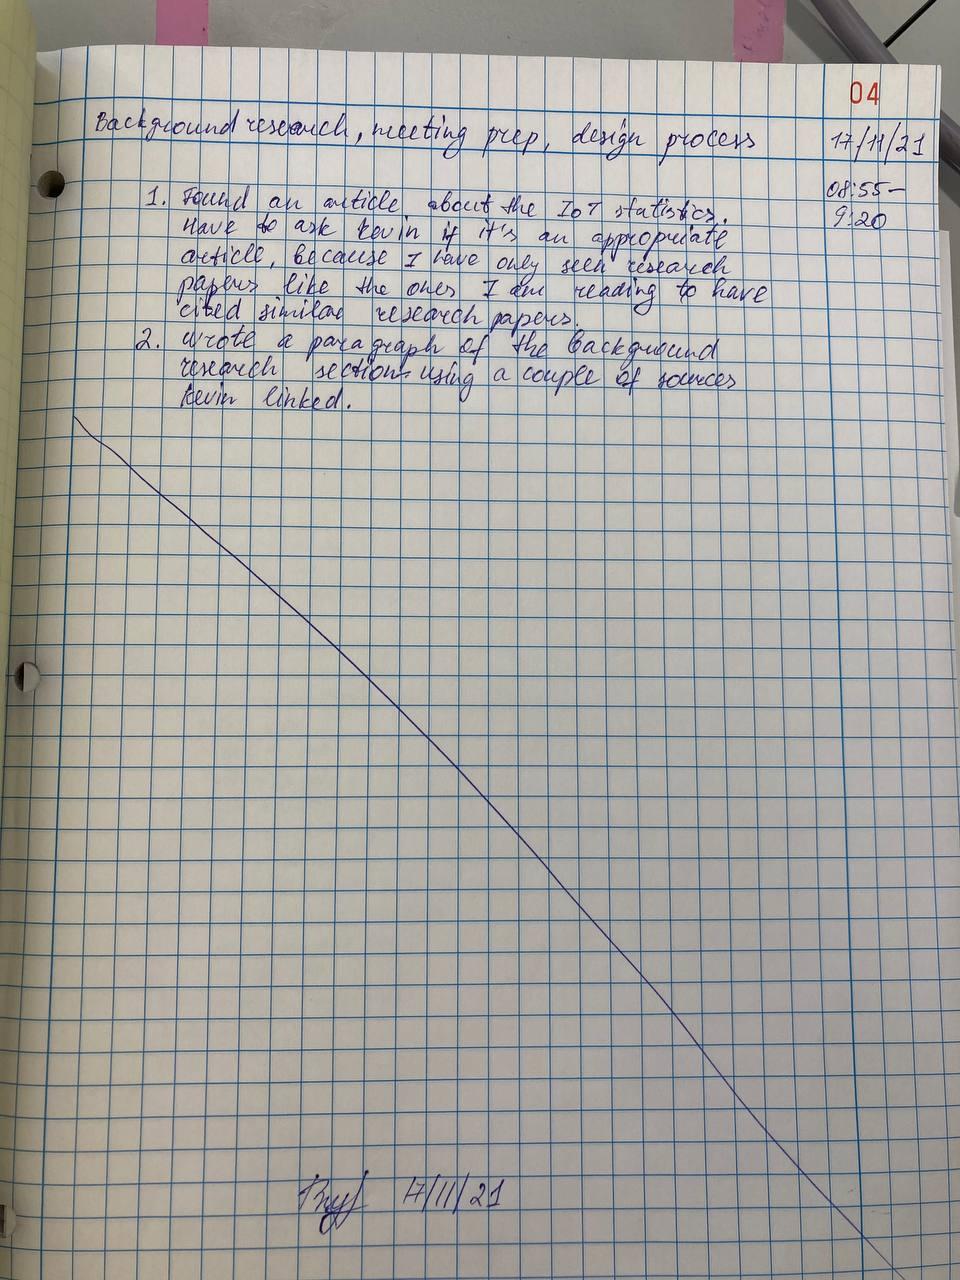 04
Background research, meeting prep, design process 17/11/21
08:55-
9:20
1. Found an article about the IoT statistics.
Have to ask Kevin if it's an appropriate
article, because I have only seen research
papers like the ones I am reading to have
cited similar research papers.
2. Wrote a paragraph of the Background
research section using a couple of sources
Kevin linked.
17/11/21